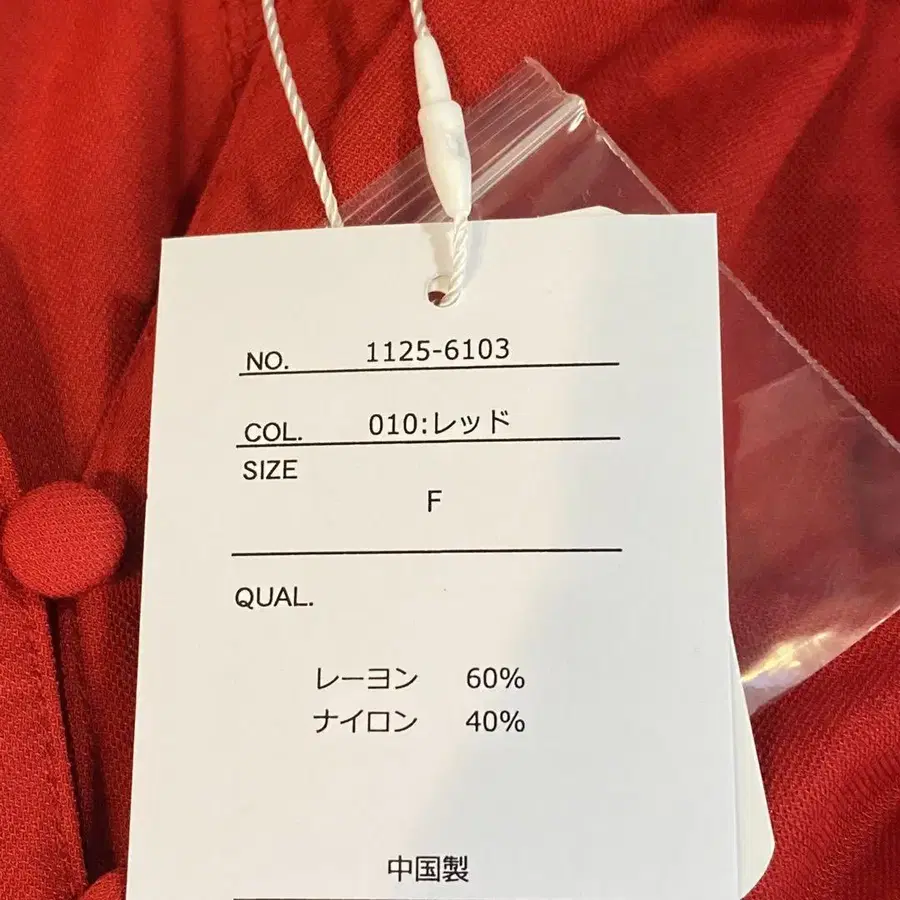 NO. 1125-6103
COL. 010:レッド
SIZE
F
QUAL.
レーヨン 60%
ナイロン 40%
中国製